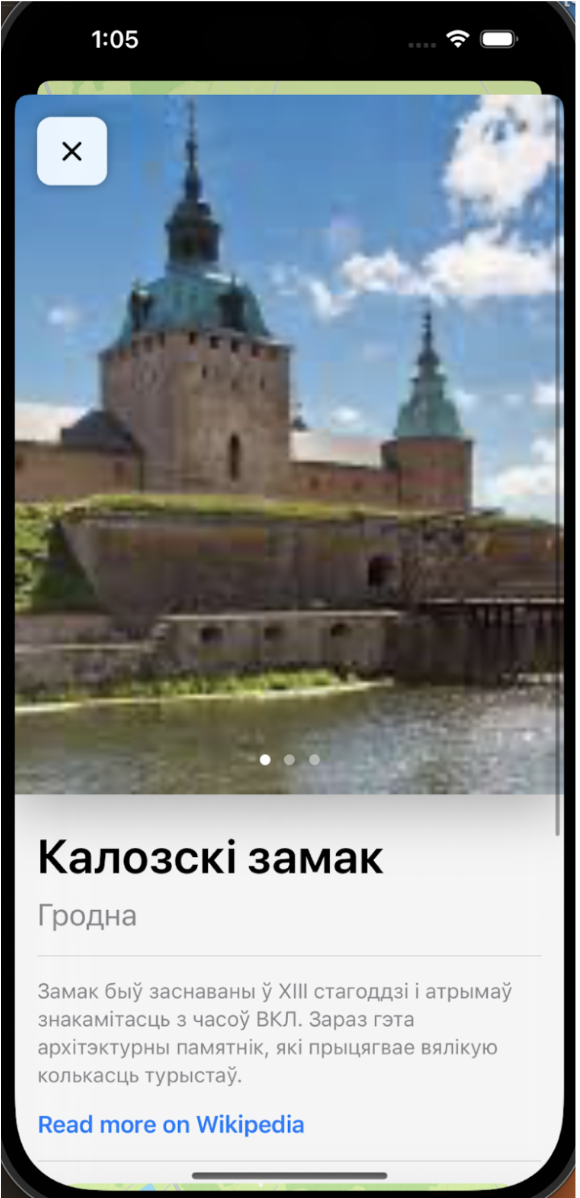 1:05
Калозскі замак
Гродна
Замак быў заснаваны ў XIII стагоддзі і атрымаў
знакамітасць з часоў ВКЛ. Зараз гэта
архітэктурны памятнік, які прыцягвае вялікую
колькасць турыстаў.
Read more on Wikipedia